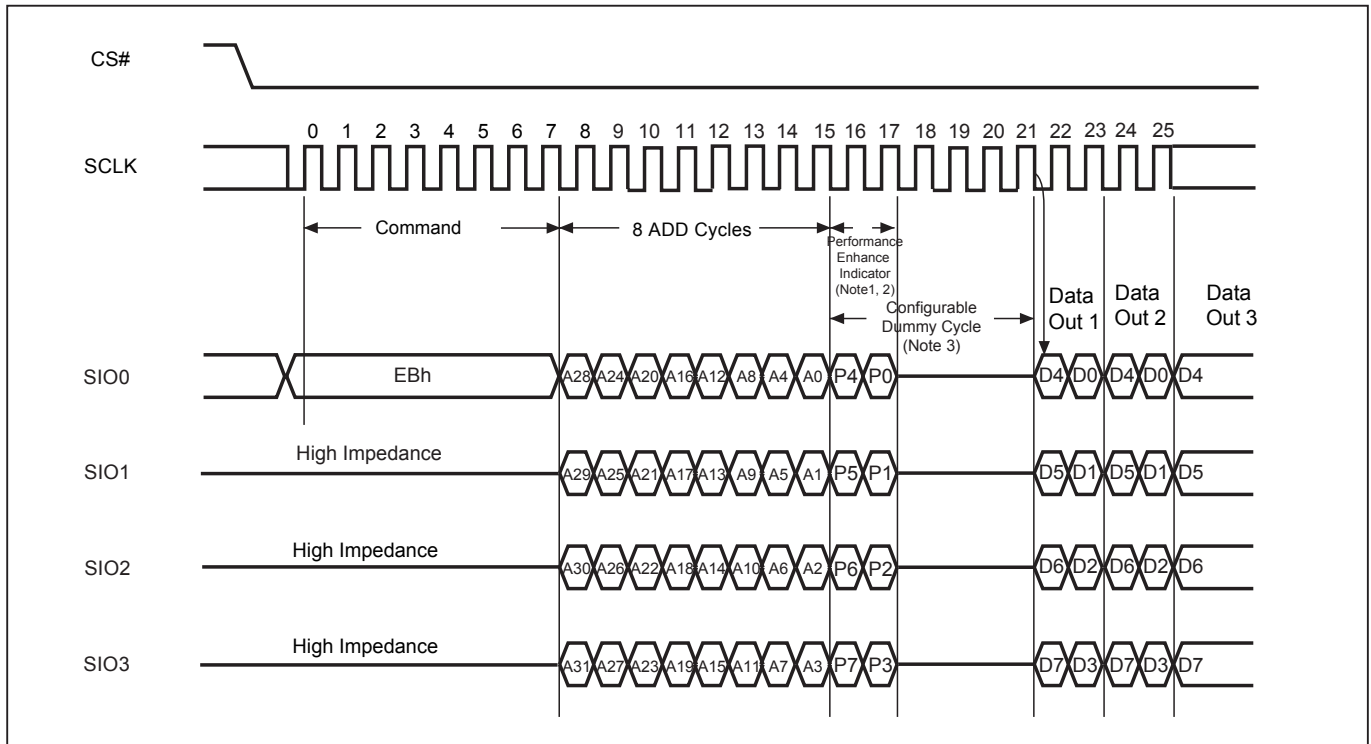 CS#
0 1 2 3 4 5 6 7 8 9 10 11 12 13 14 15 16 17 18 19 20 21 22 23 24 25
SCLK
Command
8 ADD Cycles
Performance
Enhance
Indicator
(Note1, 2)
Configurable
Dummy Cycle
(Note 3)
Data
Out 1
Data
Out 2
Data
Out 3
SIO0 EBh A28 A24 A20 A16 A12 A8 A4 A0 P4 P0 D4 D0 D4 D0 D4
High Impedance
SIO1 A29 A25 A21 A17 A13 A9 A5 A1 P5 P1 D5 D1 D5 D1 D5
High Impedance
SIO2 A30 A26 A22 A18 A14 A10 A6 A2 P6 P2 D6 D2 D6 D2 D6
High Impedance
SIO3 A31 A27 A23 A19 A15 A11 A7 A3 P7 P3 D7 D3 D7 D3 D7